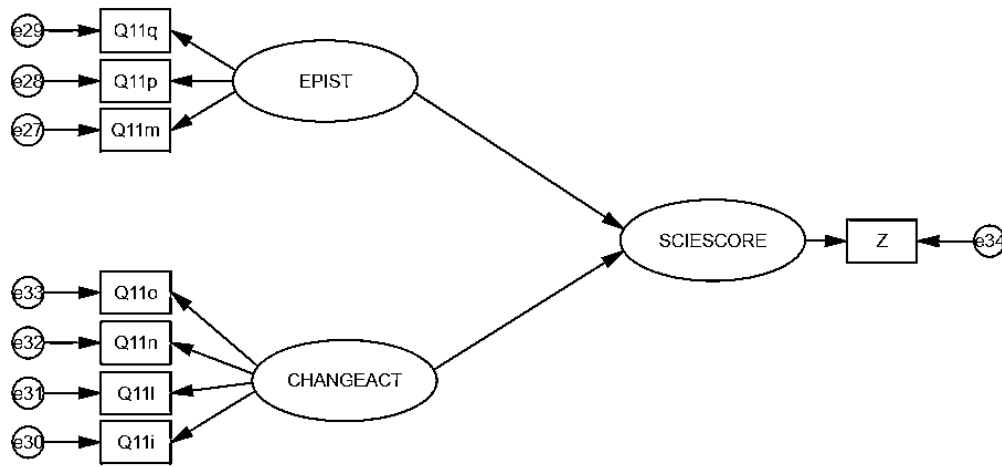 e29
Q11q
e28
Q11p
EPIST
e27
Q11m
SCIESCORE
Z
e34
e33
Q11o
e32
Q11n
CHANGEACT
e31
Q11l
e30
Q11i